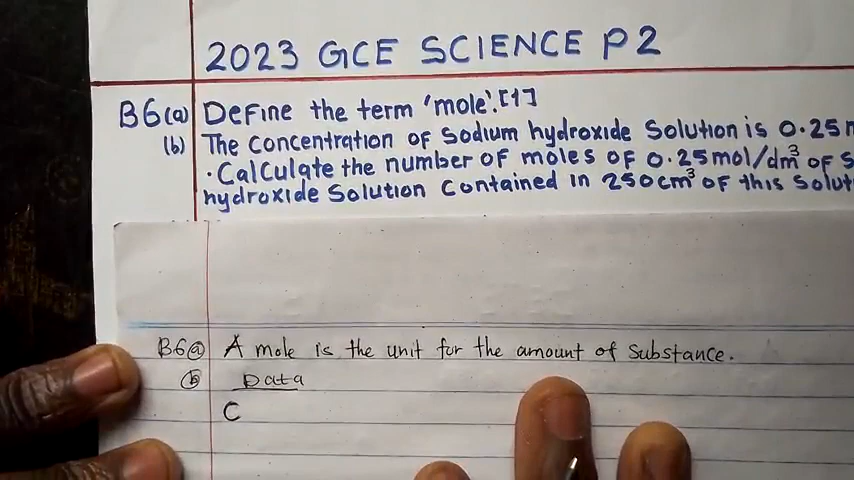 2023 GCE SCIENCE P2
B6(a) Define the term 'mole'.[1]
(b) The concentration of sodium hydroxide solution is 0.25
. Calculate the number of moles of 0.25mol/dm³ of
hydroxide solution contained in 250cm³ of this
B6(a) A mole is the unit for the amount of substance.
(b) Data
C